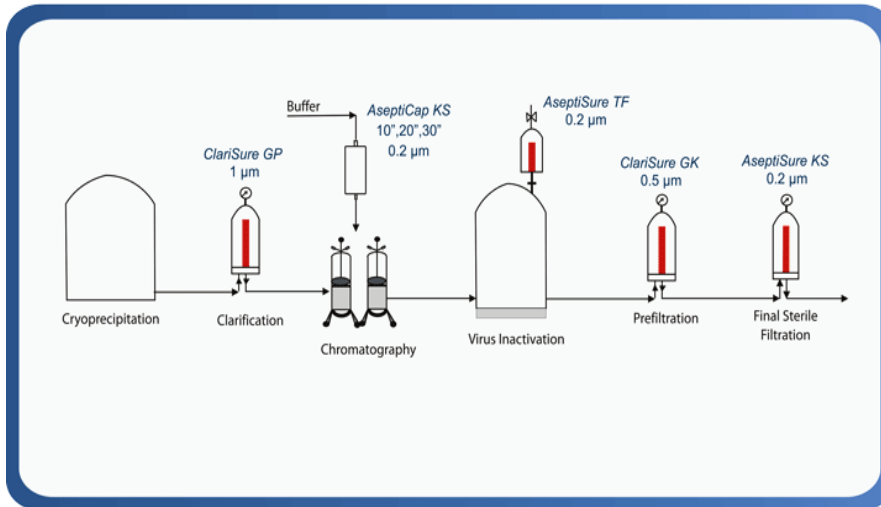 Buffer
AseptiCap KS
10”,20”,30”
0.2 µm
ClariSure GP
1 µm
AseptiSure TF
0.2 µm
ClariSure GK
0.5 µm
AseptiSure KS
0.2 µm
Cryoprecipitation
Clarification
Chromatography
Virus Inactivation
Prefiltration
Final Sterile
Filtration